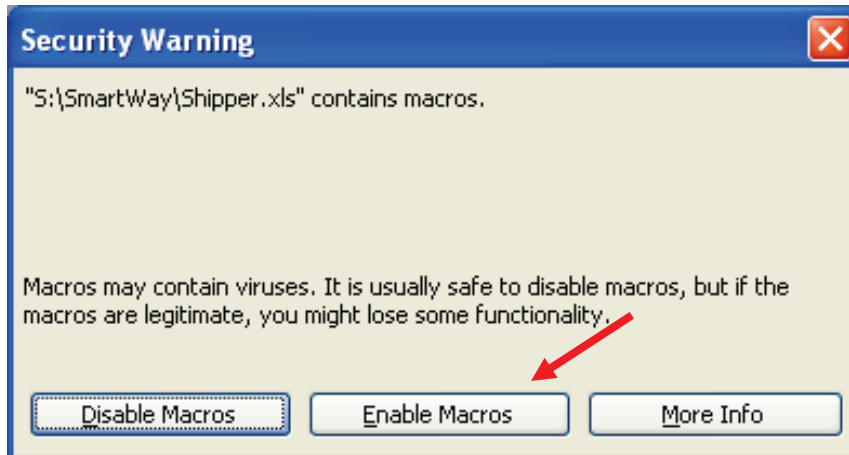 Security Warning
"S:\SmartWay\Shipper.xls" contains macros.
Macros may contain viruses. It is usually safe to disable macros, but if the
macros are legitimate, you might lose some functionality.
Disable Macros Enable Macros More Info